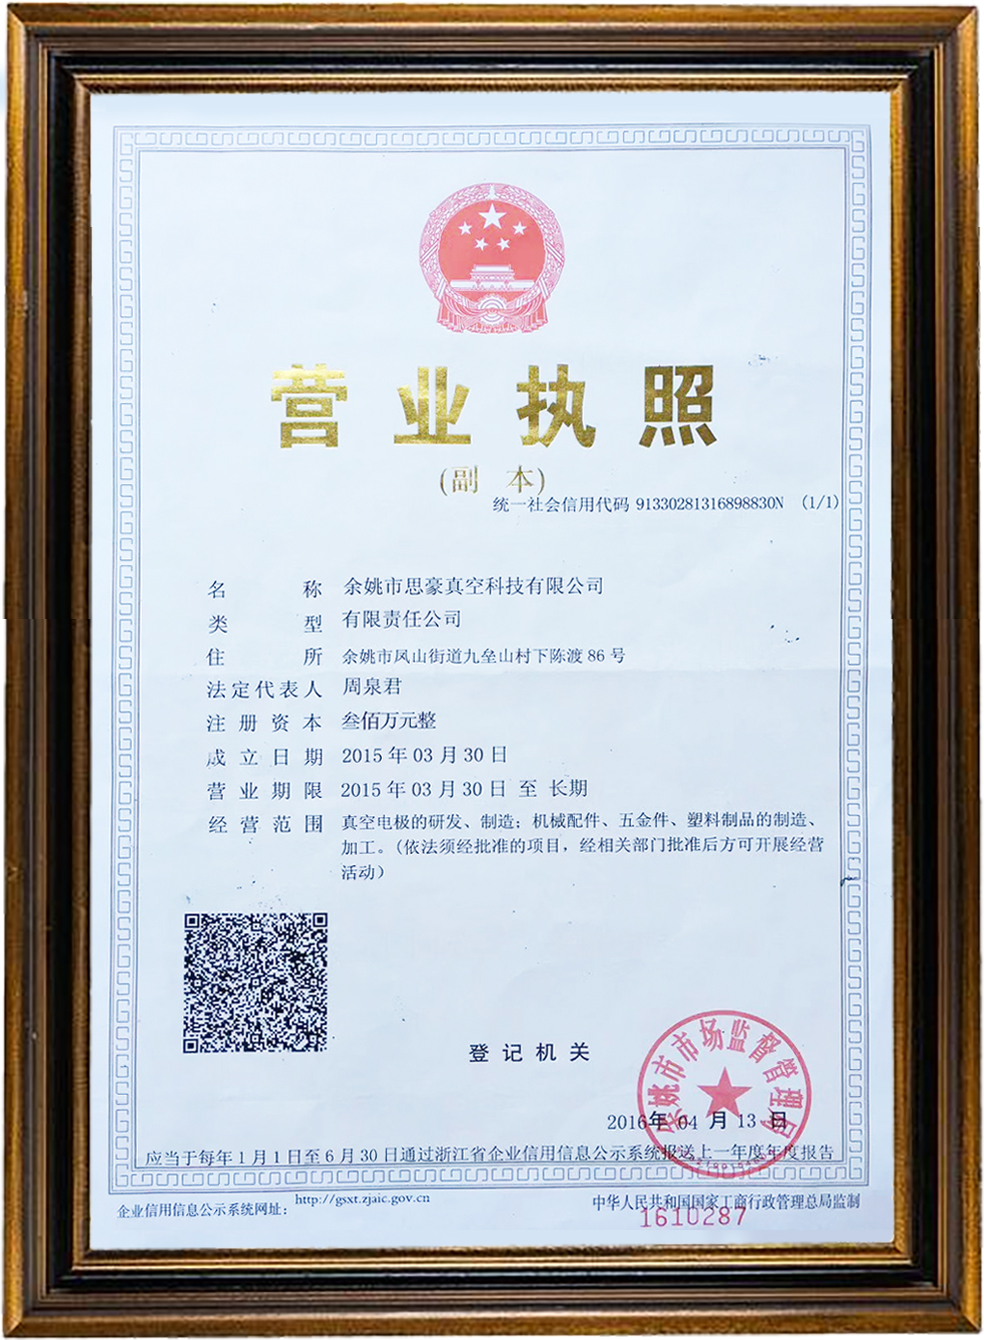 营业执照
(副 本)
统一社会信用代码 91330281316898830N (1/1)
名 称 余姚市思豪真空科技有限公司
类 型 有限责任公司
住 所 余姚市凤山街道九垒山村下陈渡 86 号
法定代表人 周泉君
注册资本 叁佰万元整
成立日期 2015 年 03 月 30 日
营业期限 2015 年 03 月 30 日 至 长期
经营范围 真空电极的研发、制造；机械配件、五金件、塑料制品的制造、
加工。(依法须经批准的项目，经相关部门批准后方可开展经营
活动)
登记机关
余姚市市场监督管理局
2016年 04 月 13 日
应当于每年 1 月 1 日至 6 月 30 日通过浙江省企业信用信息公示系统报送上一年度年度报告
企业信用信息公示系统网址： http://gsxt.zjaic.gov.cn
中华人民共和国国家工商行政管理总局监制
1610287